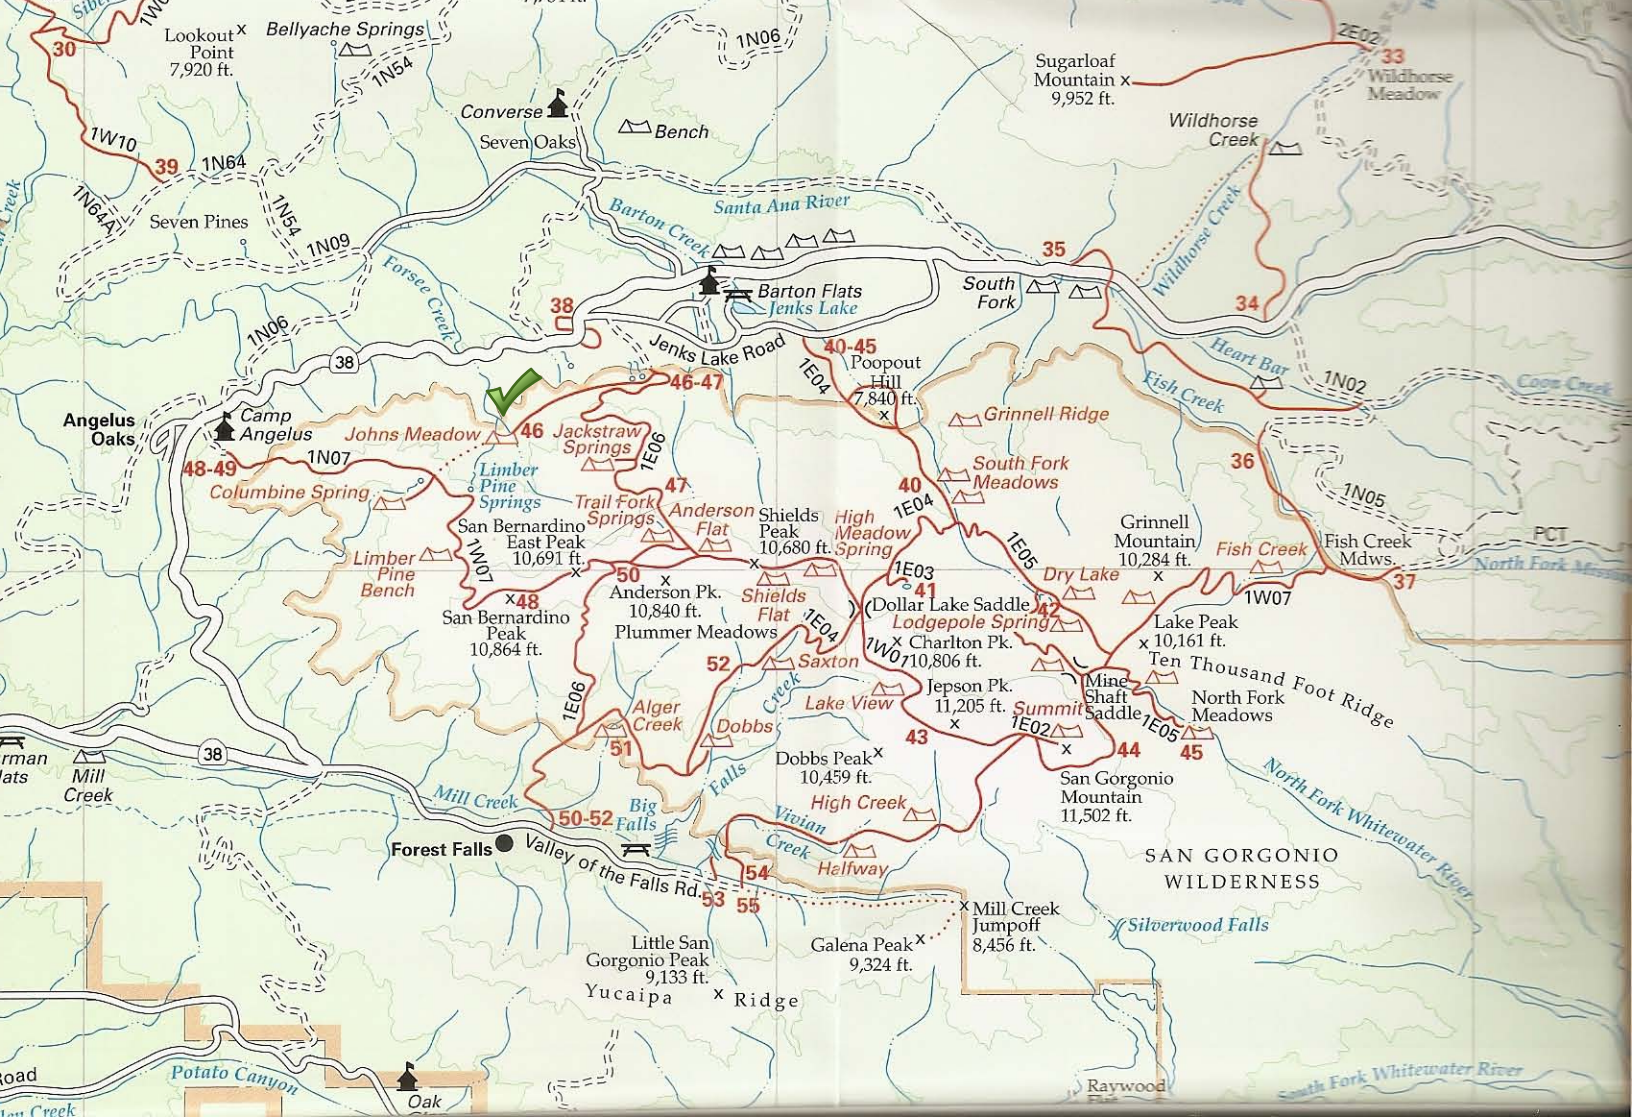 30
1W0
Lookout
Point
7,920 ft.
Bellyache Springs
1N54
1N06
2E02
33
Wildhorse
Meadow
Sugarloaf
Mountain
9,952 ft.
Converse
Seven Oaks
Bench
Wildhorse
Creek
1W10
39
1N64
1N64A
1N54
Seven Pines
1N09
Barton Creek
Santa Ana River
Wildhorse Creek
35
34
Forsee Creek
1N06
38
38
Barton Flats
Jenks Lake
Jenks Lake Road
South
Fork
Heart Bar
Fish Creek
1N02
Coon Creek
40-45
1E04
Poopout
Hill
7,840 ft.
46-47
Angelus
Oaks
Camp
Angelus
Johns Meadow
46
Jackstraw
Springs
1E06
Grinnell Ridge
48-49
1N07
Columbine Spring
Limber
Pine
Springs
47
Trail Fork
Springs
Anderson
Flat
Shields
Peak
10,680 ft.
High
Meadow
Spring
40
1E04
South Fork
Meadows
36
1N05
PCT
San Bernardino
East Peak
10,691 ft.
1W07
Limber
Pine
Bench
1E05
Grinnell
Mountain
10,284 ft.
Fish Creek
Fish Creek
Mdws.
37
1W07
50
48
San Bernardino
Peak
10,864 ft.
Anderson Pk.
10,840 ft.
Plummer Meadows
Shields
Flat
1E03
41
Dry Lake
42
Dollar Lake Saddle
Lodgepole Spring
Charlton Pk.
10,806 ft.
1E04
1W07
Lake Peak
10,161 ft.
Ten Thousand Foot Ridge
52
Saxton
Creek
Lake View
Jepson Pk.
11,205 ft.
Summit
1E02
Mine
Shaft
Saddle
North Fork
Meadows
1E05
45
44
43
1E06
Alger
Creek
51
Dobbs
Dobbs Peak
10,459 ft.
San Gorgonio
Mountain
11,502 ft.
North Fork Whitewater River
38
Mill
Creek
Mill Creek
50-52
Big
Falls
Falls
High Creek
Vivian
Creek
Halfway
Forest Falls
Valley of the Falls Rd.
53
54
55
SAN GORGONIO
WILDERNESS
Mill Creek
Jumpoff
8,456 ft.
Silverwood Falls
Galena Peak
9,324 ft.
Little San
Gorgonio Peak
9,133 ft.
Yucaipa Ridge
Potato Canyon
Oak
Raywood
South Fork Whitewater River